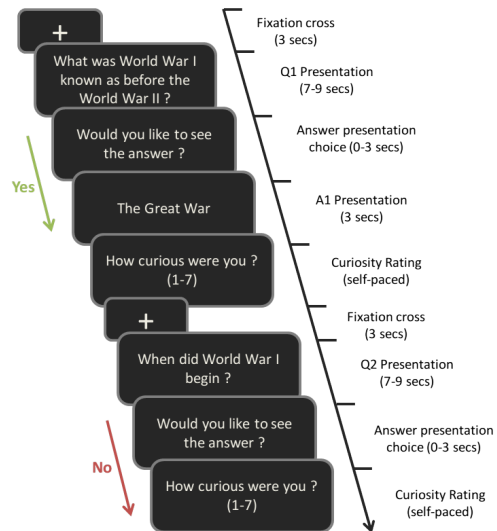 +
Fixation cross
(3 secs)
What was World War I
known as before the
World War II ?
Q1 Presentation
(7-9 secs)
Would you like to see
the answer ?
Answer presentation
choice (0-3 secs)
Yes
The Great War
A1 Presentation
(3 secs)
How curious were you ?
(1-7)
Curiosity Rating
(self-paced)
+
Fixation cross
(3 secs)
When did World War I
begin ?
Q2 Presentation
(7-9 secs)
Would you like to see
the answer ?
Answer presentation
choice (0-3 secs)
No
How curious were you ?
(1-7)
Curiosity Rating
(self-paced)